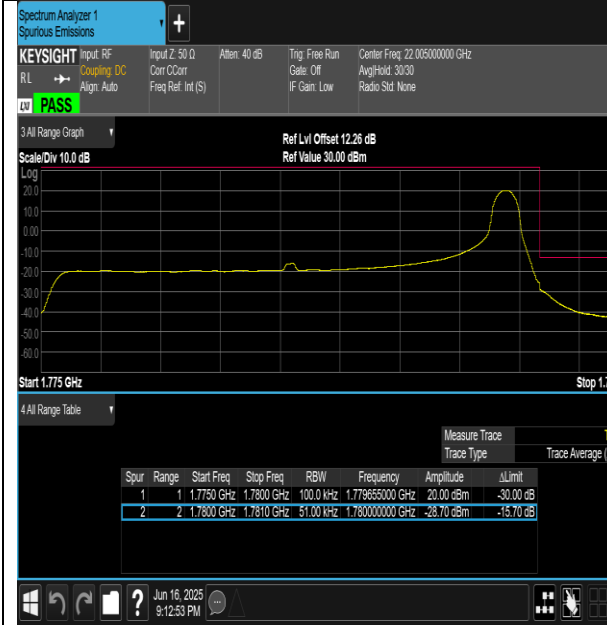 Spectrum Analyzer 1
Spurious Emissions
+
KEYSIGHT Input: RF Input Z: 50 Ω Atten: 40 dB Trig: Free Run Center Freq: 22.005000000 GHz
R L Coupling: DC Corr CCorr Gate: Off Avg|Hold: 30/30
Align: Auto Freq Ref: Int (S) IF Gain: Low Radio Std: None
LXI PASS
3 All Range Graph
Ref Lvl Offset 12.26 dB
Scale/Div 10.0 dB Ref Value 30.00 dBm
Log
20.0
10.0
0.00
-10.0
-20.0
-30.0
-40.0
-50.0
-60.0
Start 1.775 GHz Stop 1.7
4 All Range Table
Measure Trace
Trace Type Trace Average (
Spur Range Start Freq Stop Freq RBW Frequency Amplitude ΔLimit
1 1 1.7750 GHz 1.7800 GHz 100.0 kHz 1.779655000 GHz 20.00 dBm -30.00 dB
2 2 1.7800 GHz 1.7810 GHz 51.00 kHz 1.780000000 GHz -28.70 dBm -15.70 dB
? Jun 16, 2025
9:12:53 PM